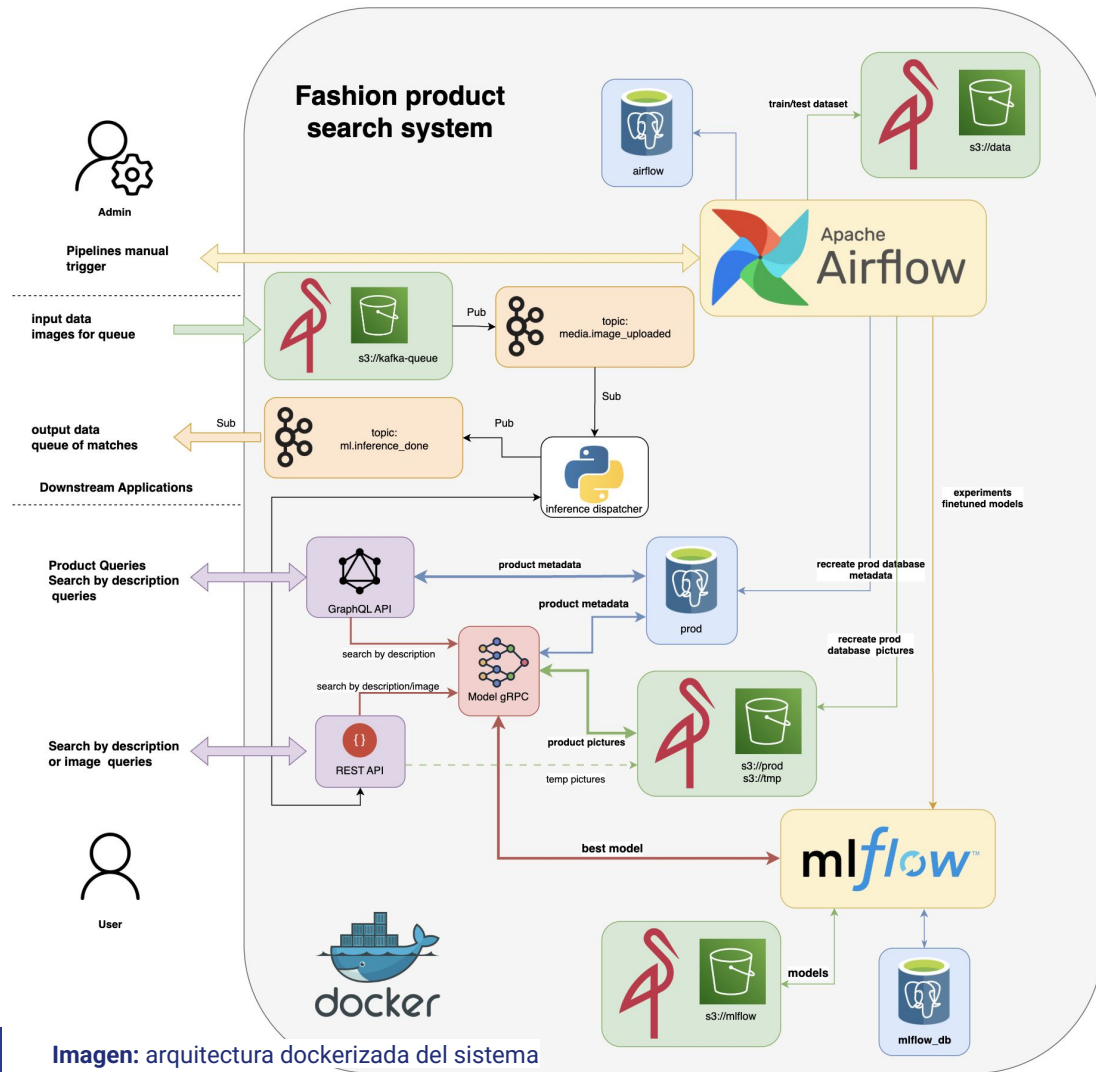 Fashion product
search system
airflow
train/test dataset
s3://data
Admin
Apache
Airflow
Pipelines manual
trigger
input data
images for queue
s3://kafka-queue
Pub
topic:
media.image_uploaded
Sub
output data
queue of matches
Sub
topic:
ml.inference_done
Pub
inference dispatcher
Downstream Applications
experiments
finetuned models
Product Queries
Search by description
queries
GraphQL API
product metadata
product metadata
prod
recreate prod database
metadata
search by description
recreate prod
database pictures
search by description/image
Model gRPC
Search by description
or image queries
{ }
REST API
product pictures
temp pictures
s3://prod
s3://tmp
best model
mlflow™
User
docker
s3://mlflow
models
mlflow_db
Imagen: arquitectura dockerizada del sistema